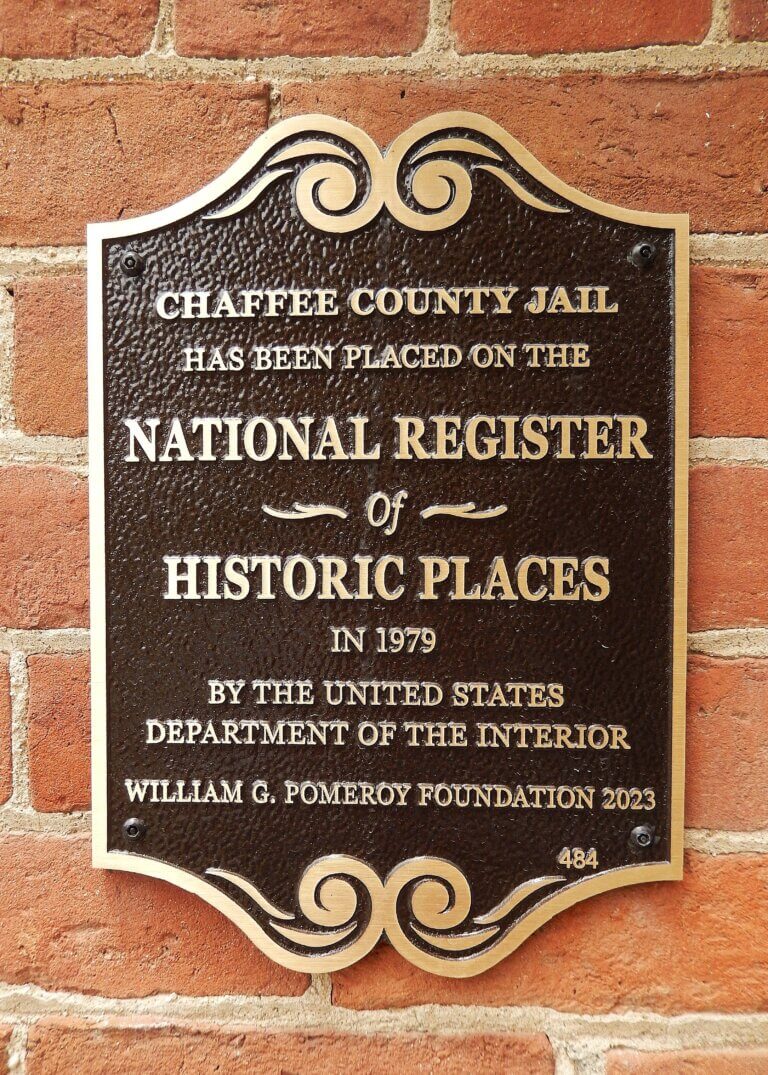 CHAFFEE COUNTY JAIL
HAS BEEN PLACED ON THE
NATIONAL REGISTER
Of
HISTORIC PLACES
IN 1979
BY THE UNITED STATES
DEPARTMENT OF THE INTERIOR
WILLIAM G. POMEROY FOUNDATION 2023
484